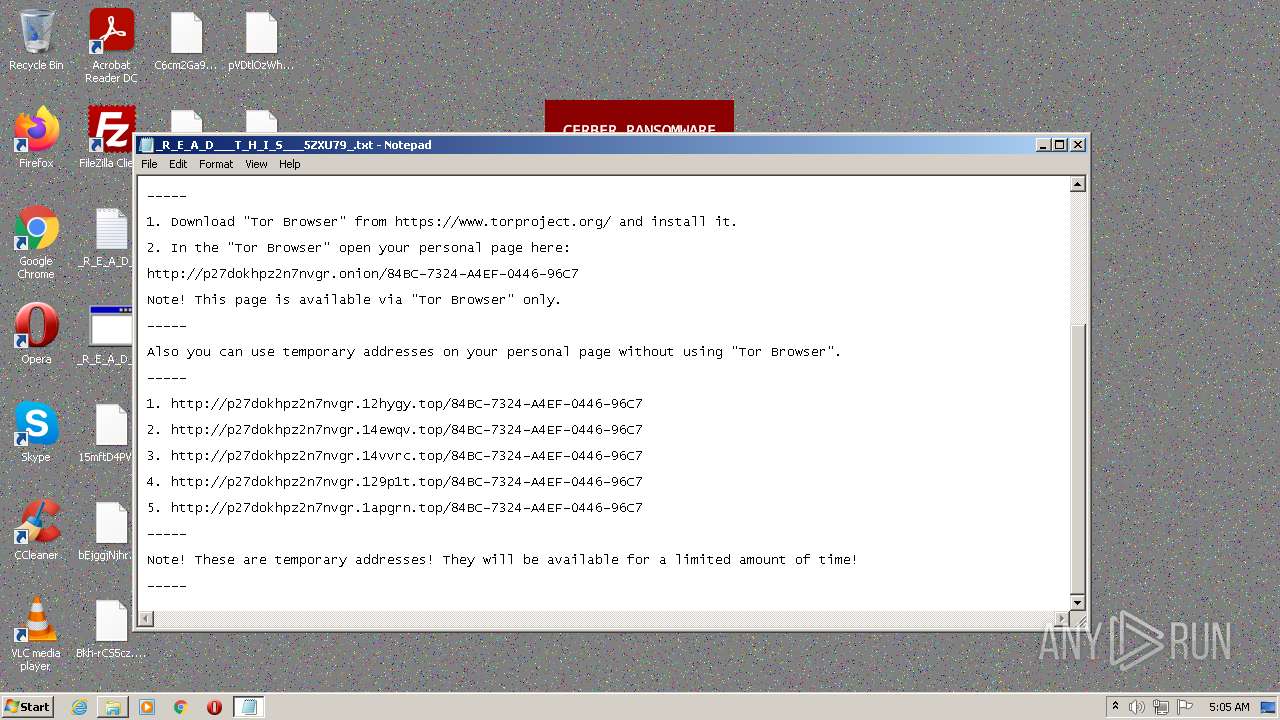 Recycle Bin
Acrobat
Reader DC
C6cm2Ga9...
pVDtlOzWh...
Firefox
FileZilla Clie
CERBER RANSOMWARE
_R_E_A_D___T_H_I_S___5ZXU79_.txt - Notepad
File Edit Format View Help
-----
1. Download "Tor Browser" from https://www.torproject.org/ and install it.
2. In the "Tor Browser" open your personal page here:
http://p27dokhpz2n7nvgr.onion/84BC-7324-A4EF-0446-96C7
Note! This page is available via "Tor Browser" only.
-----
Also you can use temporary addresses on your personal page without using "Tor Browser".
-----
1. http://p27dokhpz2n7nvgr.12hygy.top/84BC-7324-A4EF-0446-96C7
2. http://p27dokhpz2n7nvgr.14ewqv.top/84BC-7324-A4EF-0446-96C7
3. http://p27dokhpz2n7nvgr.14vvrc.top/84BC-7324-A4EF-0446-96C7
4. http://p27dokhpz2n7nvgr.129p1t.top/84BC-7324-A4EF-0446-96C7
5. http://p27dokhpz2n7nvgr.1apgrn.top/84BC-7324-A4EF-0446-96C7
-----
Note! These are temporary addresses! They will be available for a limited amount of time!
-----
Google
Chrome
_R_E_A_D_
Opera
_R_E_A_D_
Skype
15mftD4PV
CCleaner
bEjggjNihr
VLC media
player
Bkh-rCS5cz....
ANY RUN
Start
5:05 AM